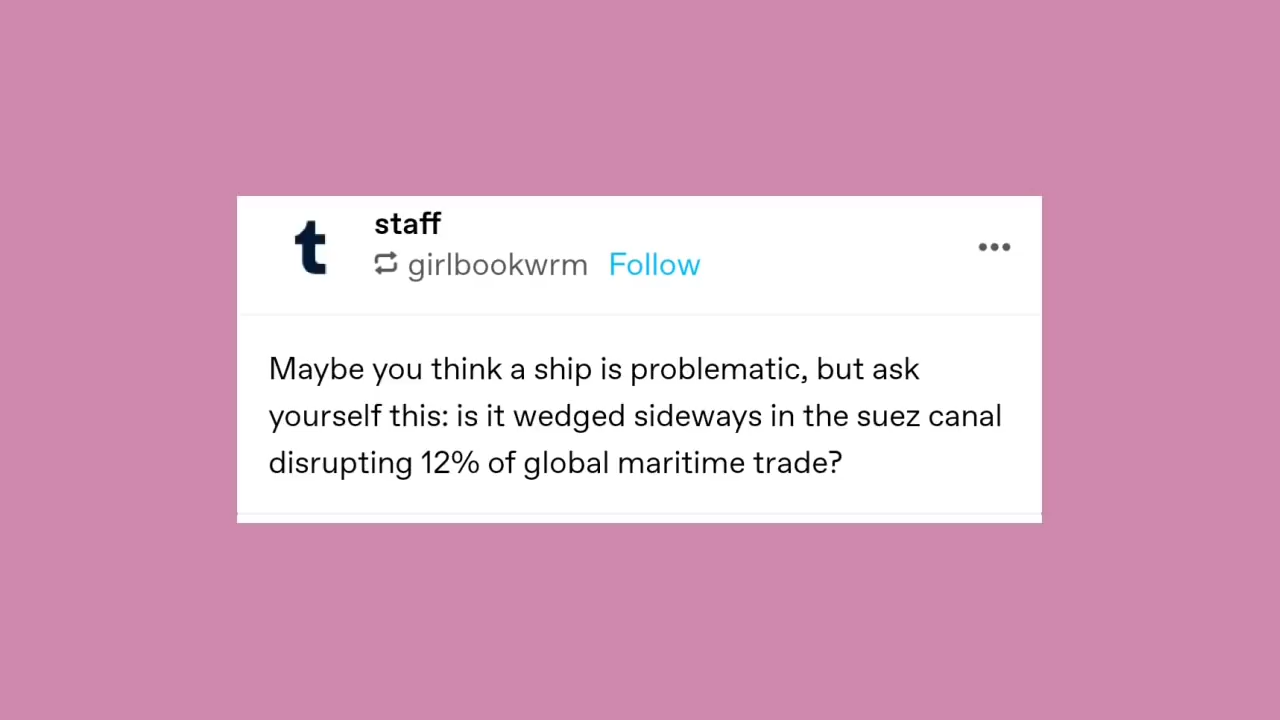 staff
girlbookwrm Follow
Maybe you think a ship is problematic, but ask
yourself this: is it wedged sideways in the suez canal
disrupting 12% of global maritime trade?